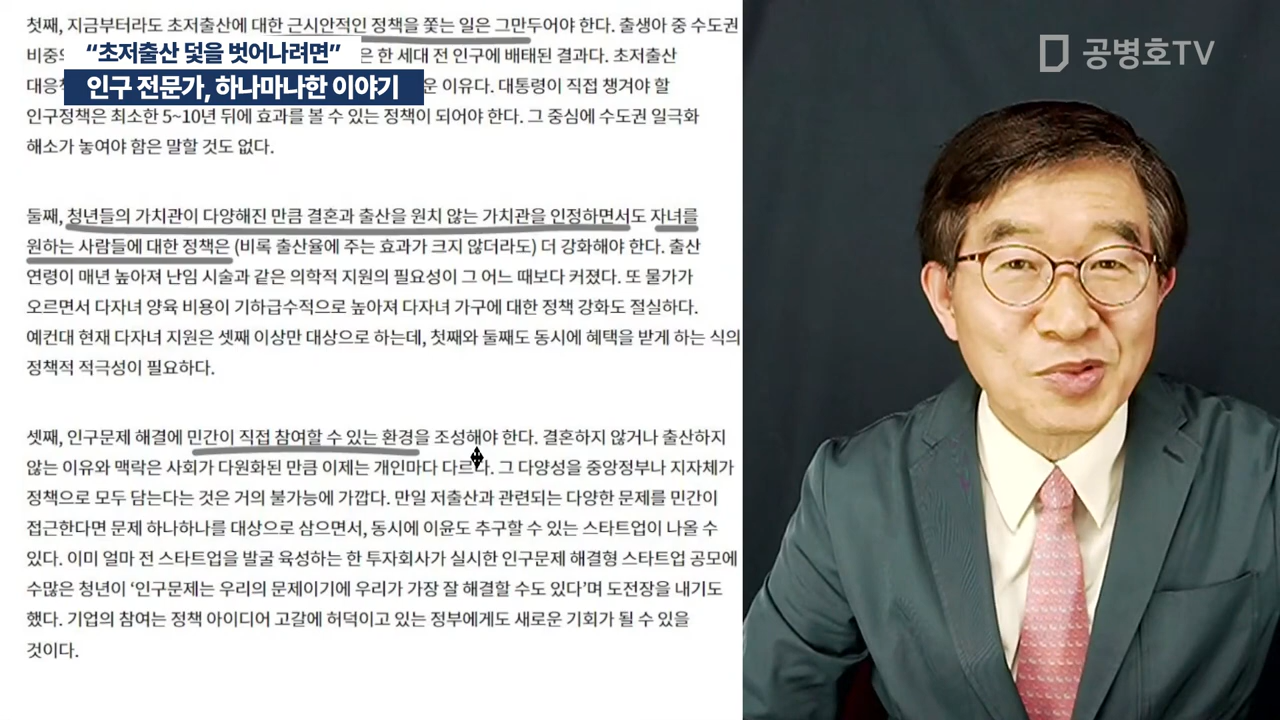 첫째, 지금부터라도 초저출산에 대한 근시안적인 정책을 쫓는 일은 그만두어야 한다. 출생아 중 수도권
비중의
은 한 세대 전 인구에 배태된 결과다. 초저출산
대응책
운 이유다. 대통령이 직접 챙겨야 할
인구정책은 최소한 5~10년 뒤에 효과를 볼 수 있는 정책이 되어야 한다. 그 중심에 수도권 일극화
해소가 놓여야 함은 말할 것도 없다.
“초저출산 덫을 벗어나려면”
인구 전문가, 하나마나한 이야기
공병호TV
둘째, 청년들의 가치관이 다양해진 만큼 결혼과 출산을 원치 않는 가치관을 인정하면서도 자녀를
원하는 사람들에 대한 정책은 (비록 출산율에 주는 효과가 크지 않더라도) 더 강화해야 한다. 출산
연령이 매년 높아져 난임 시술과 같은 의학적 지원의 필요성이 그 어느 때보다 커졌다. 또 물가가
오르면서 다자녀 양육 비용이 기하급수적으로 높아져 다자녀 가구에 대한 정책 강화도 절실하다.
예컨대 현재 다자녀 지원은 셋째 이상만 대상으로 하는데, 첫째와 둘째도 동시에 혜택을 받게 하는 식의
정책적 적극성이 필요하다.
셋째, 인구문제 해결에 민간이 직접 참여할 수 있는 환경을 조성해야 한다. 결혼하지 않거나 출산하지
않는 이유와 맥락은 사회가 다원화된 만큼 이제는 개인마다 다르다. 그 다양성을 중앙정부나 지자체가
정책으로 모두 담는다는 것은 거의 불가능에 가깝다. 만일 저출산과 관련되는 다양한 문제를 민간이
접근한다면 문제 하나하나를 대상으로 삼으면서, 동시에 이윤도 추구할 수 있는 스타트업이 나올 수
있다. 이미 얼마 전 스타트업을 발굴 육성하는 한 투자회사가 실시한 인구문제 해결형 스타트업 공모에
수많은 청년이 ‘인구문제는 우리의 문제이기에 우리가 가장 잘 해결할 수도 있다’며 도전장을 내기도
했다. 기업의 참여는 정책 아이디어 고갈에 허덕이고 있는 정부에게도 새로운 기회가 될 수 있을
것이다.